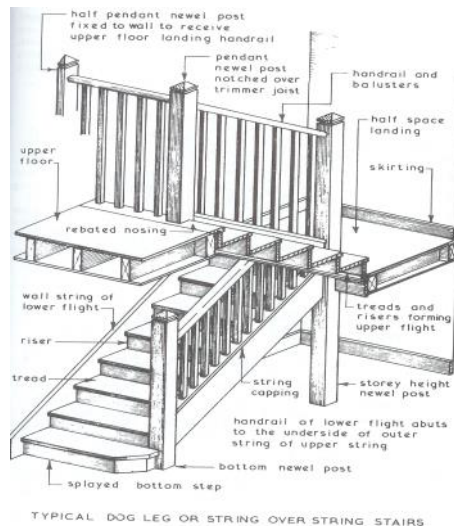 half pendant newel post
fixed to wall to receive
upper floor landing handrail
pendant
newel post
notched over
trimmer joist
handrail and
balusters
half space
landing
skirting
upper
floor
rebated nosing
wall string of
lower flight
riser
tread
treads and
risers forming
upper flight
string
capping
storey height
newel post
handrail of lower flight abuts
to the underside of outer
string of upper string
bottom newel post
splayed bottom step
TYPICAL DOG LEG OR STRING OVER STRING STAIRS